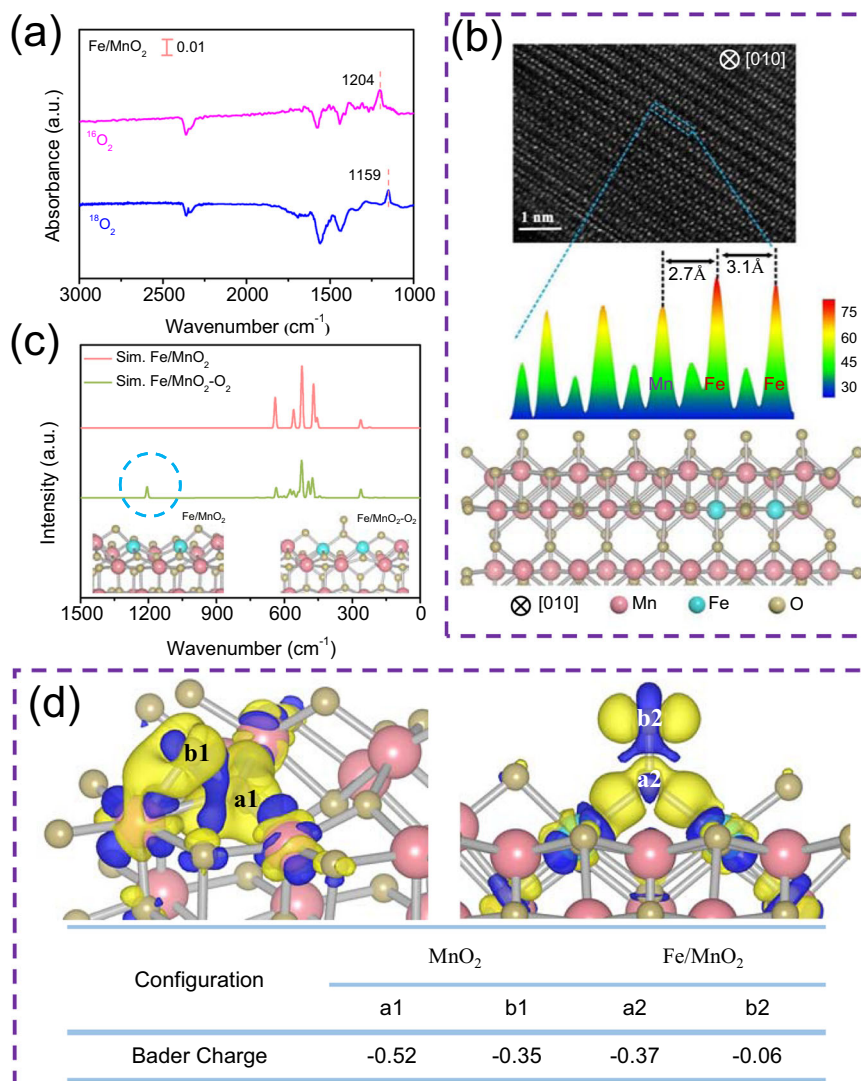 (a)
Fe/MnO₂ 0.01
1204
¹⁶O₂
1159
¹⁸O₂
Absorbance (a.u.)
3000 2500 2000 1500 1000
Wavenumber (cm⁻¹)
(b)
[010]
1 nm
2.7Å 3.1Å
Mn Fe Fe
75
60
45
30
[010] Mn Fe O
(c)
Sim. Fe/MnO₂
Sim. Fe/MnO₂-O₂
Intensity (a.u.)
Fe/MnO₂ Fe/MnO₂-O₂
1500 1200 900 600 300 0
Wavenumber (cm⁻¹)
(d)
b1
a1
b2
a2
Configuration
MnO₂ Fe/MnO₂
a1 b1 a2 b2
Bader Charge -0.52 -0.35 -0.37 -0.06